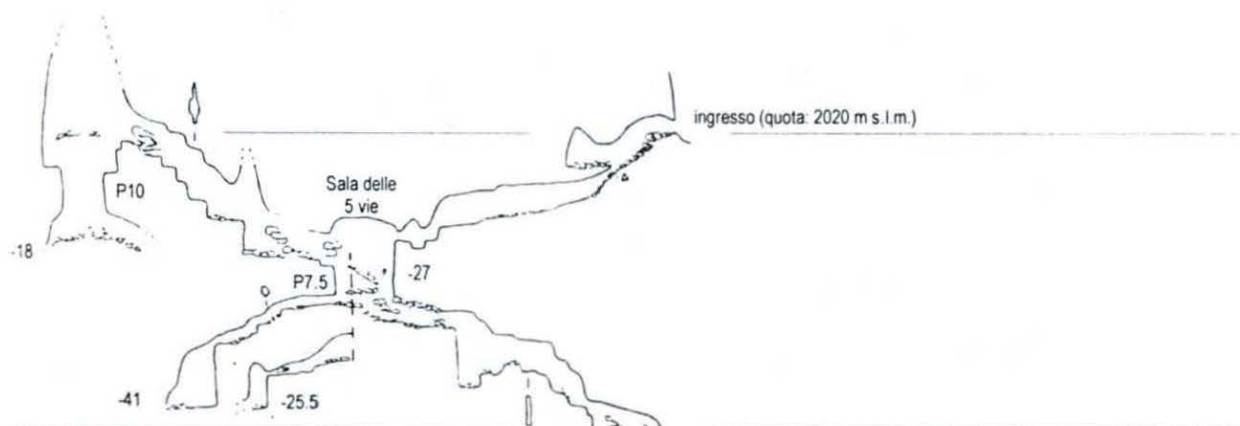 ingresso (quota: 2020 m s.l.m.)
P10
Sala delle
5 vie
-18
P7.5
-27
-41
-25.5